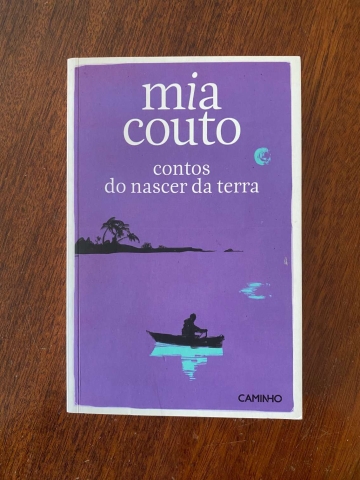 mia
couto
contos
do nascer da terra
CAMINHO